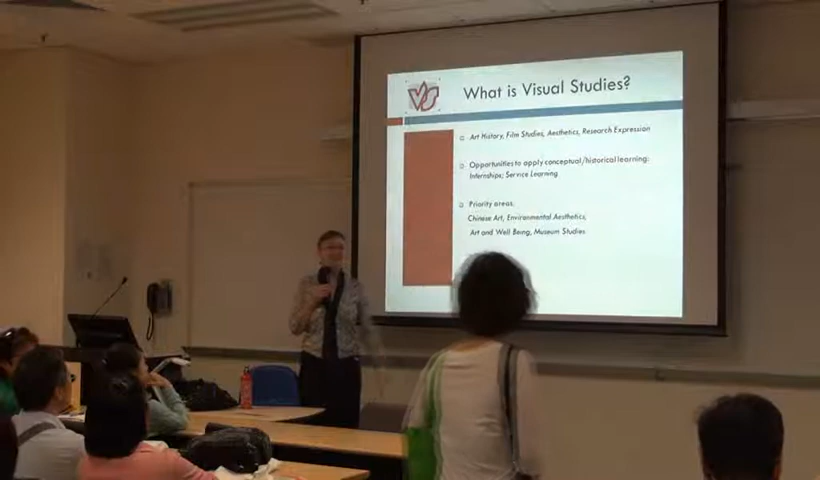 VS
What is Visual Studies?
Art History, Film Studies, Aesthetics, Research Expression
Opportunities to apply conceptual/historical learning:
Internships; Service Learning
Priority areas:
Chinese Art, Environmental Aesthetics,
Art and Well Being, Museum Studies